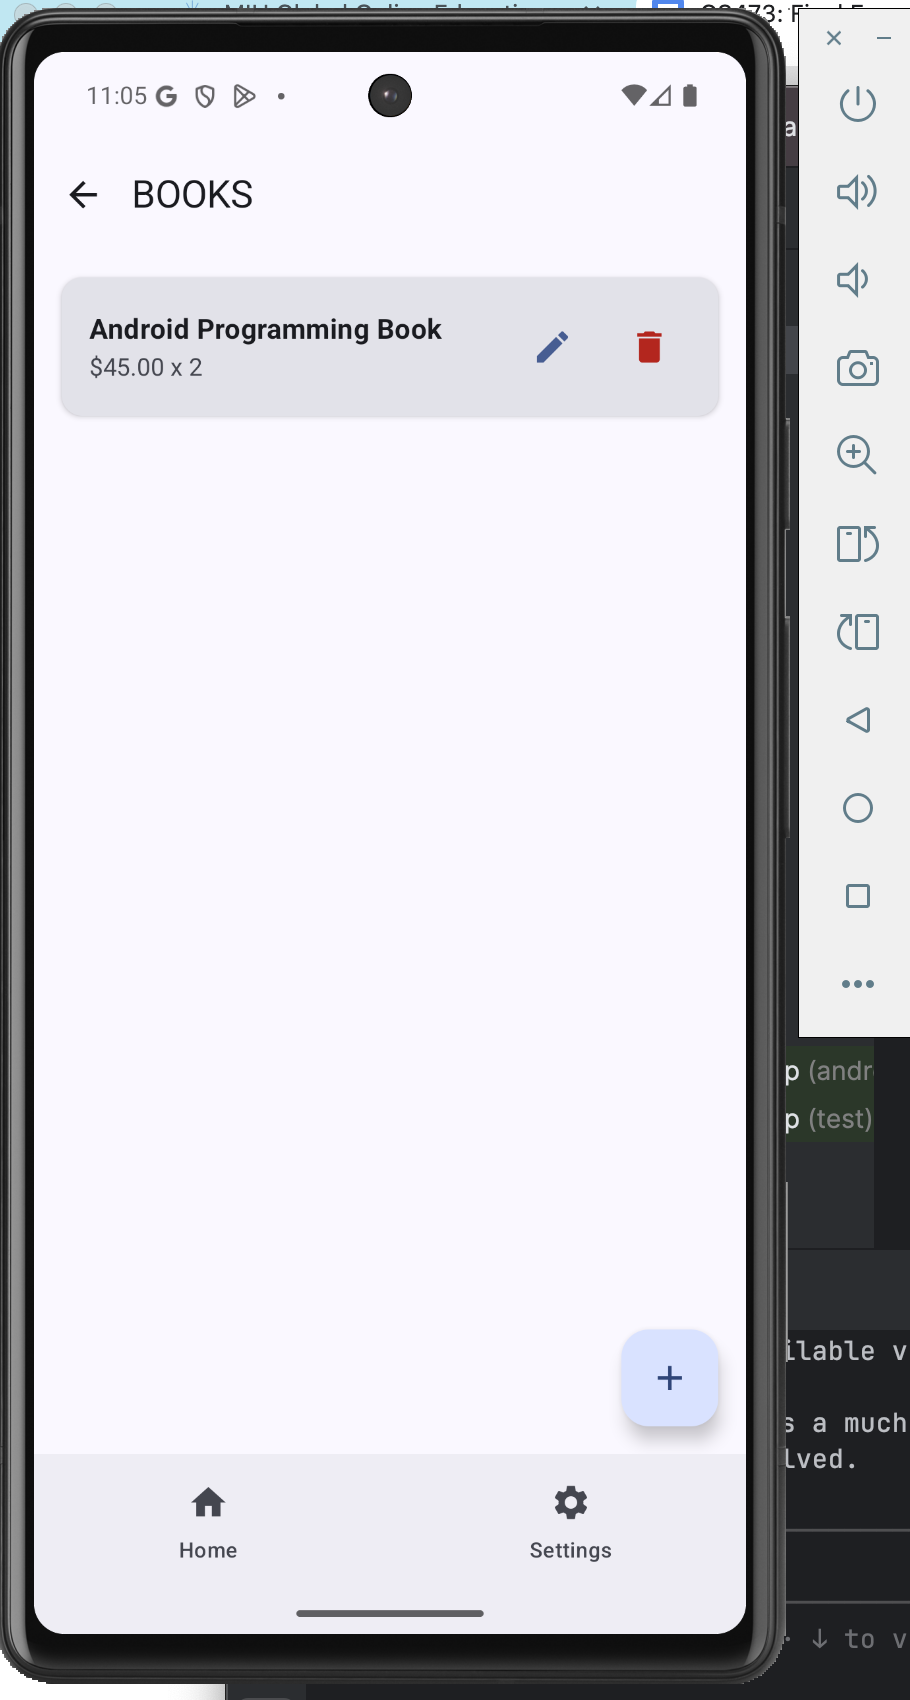 11:05
BOOKS
Android Programming Book
$45.00 x 2
Home
Settings
a
p (andr
p (test)
ilable v
s a much
lved.
↓ to v